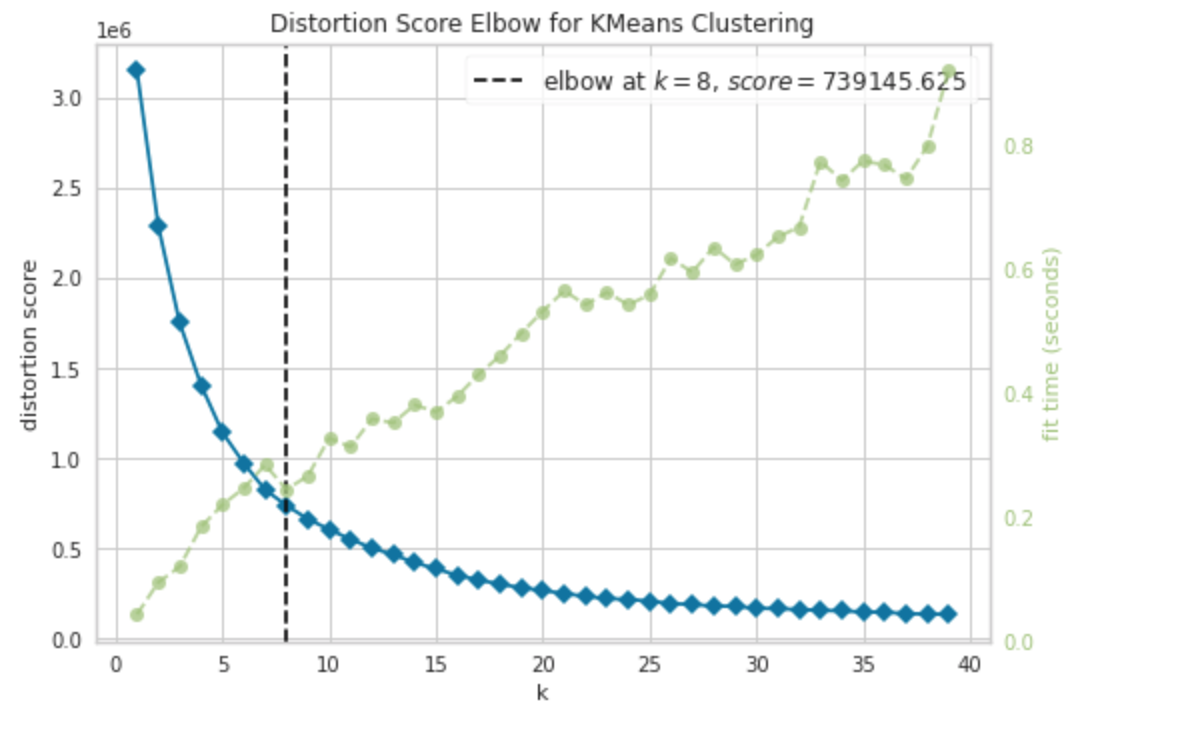 Distortion Score Elbow for KMeans Clustering
1e6
elbow at k = 8, score = 739145.625
3.0
2.5
2.0
1.5
1.0
0.5
0.0
distortion score
0.8
0.6
0.4
0.2
0.0
fit time (seconds)
0 5 10 15 20 25 30 35 40
k